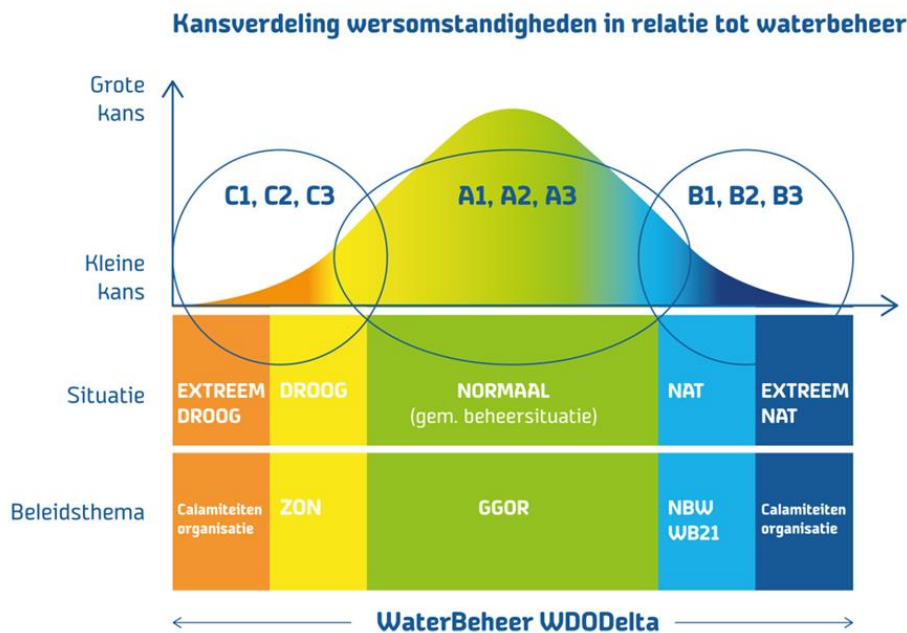 Kansverdeling wersomstandigheden in relatie tot waterbeheer
Grote
kans
C1, C2, C3
A1, A2, A3
B1, B2, B3
Kleine
kans
Situatie
EXTREEM
DROOG
DROOG
NORMAAL
(gem. beheersituatie)
NAT
EXTREEM
NAT
Beleidsthema
Calamiteiten
organisatie
ZON
GGOR
NBW
WB21
Calamiteiten
organisatie
WaterBeheer WDODelta